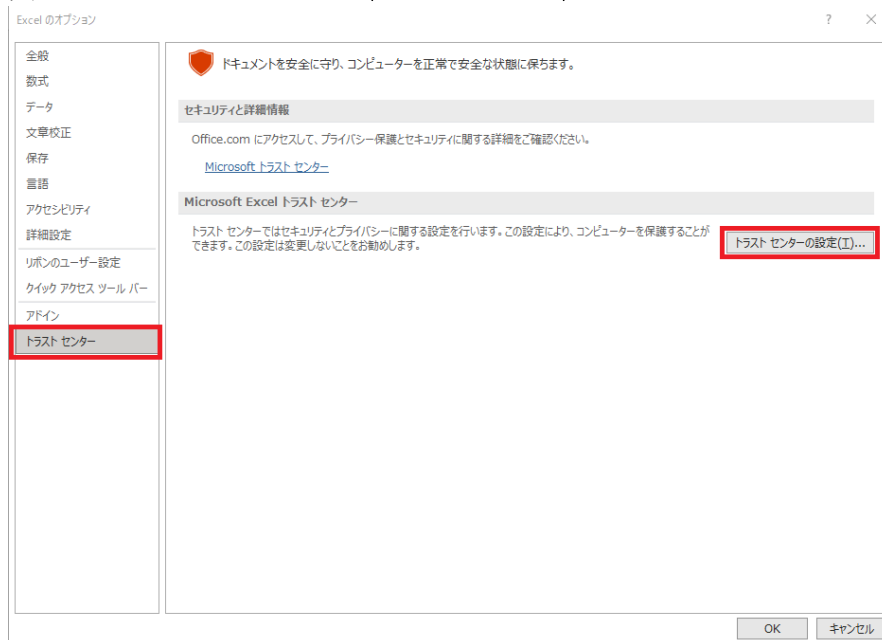 Excel のオプション
?
×
全般
数式
データ
文章校正
保存
言語
アクセシビリティ
詳細設定
リボンのユーザー設定
クイック アクセス ツール バー
アドイン
トラスト センター
ドキュメントを安全に守り、コンピューターを正常で安全な状態に保ちます。
セキュリティと詳細情報
Office.com にアクセスして、プライバシー保護とセキュリティに関する詳細をご確認ください。
Microsoft トラスト センター
Microsoft Excel トラスト センター
トラスト センターではセキュリティとプライバシーに関する設定を行います。この設定により、コンピューターを保護することが
できます。この設定は変更しないことをお勧めします。
トラスト センターの設定(T)...
OK
キャンセル